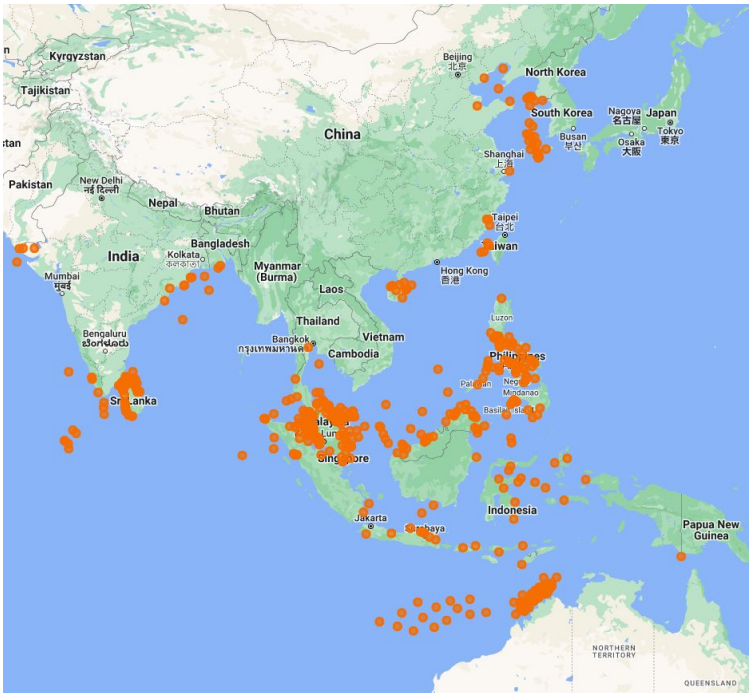 Kyrgyzstan
Tajikistan
n
stan
Pakistan
New Delhi
नई दिल्ली
Nepal
Bhutan
Bangladesh
India
Kolkata
Mumbai
मुंबई
Bengaluru
ಬೆಂಗಳೂರು
Sri Lanka
Myanmar
(Burma)
Laos
Thailand
Bangkok
กรุงเทพมหานคร
Vietnam
Cambodia
China
Beijing
北京
North Korea
South Korea
Busan
부산
Nagoya
名古屋
Japan
Tokyo
東京
Osaka
大阪
Shanghai
上海
Taipei
台北
Hong Kong
香港
Luzon
Philippines
Mindanao
Singapore
Jakarta
Indonesia
Papua New
Guinea
NORTHERN
TERRITORY
QUEENSLAND